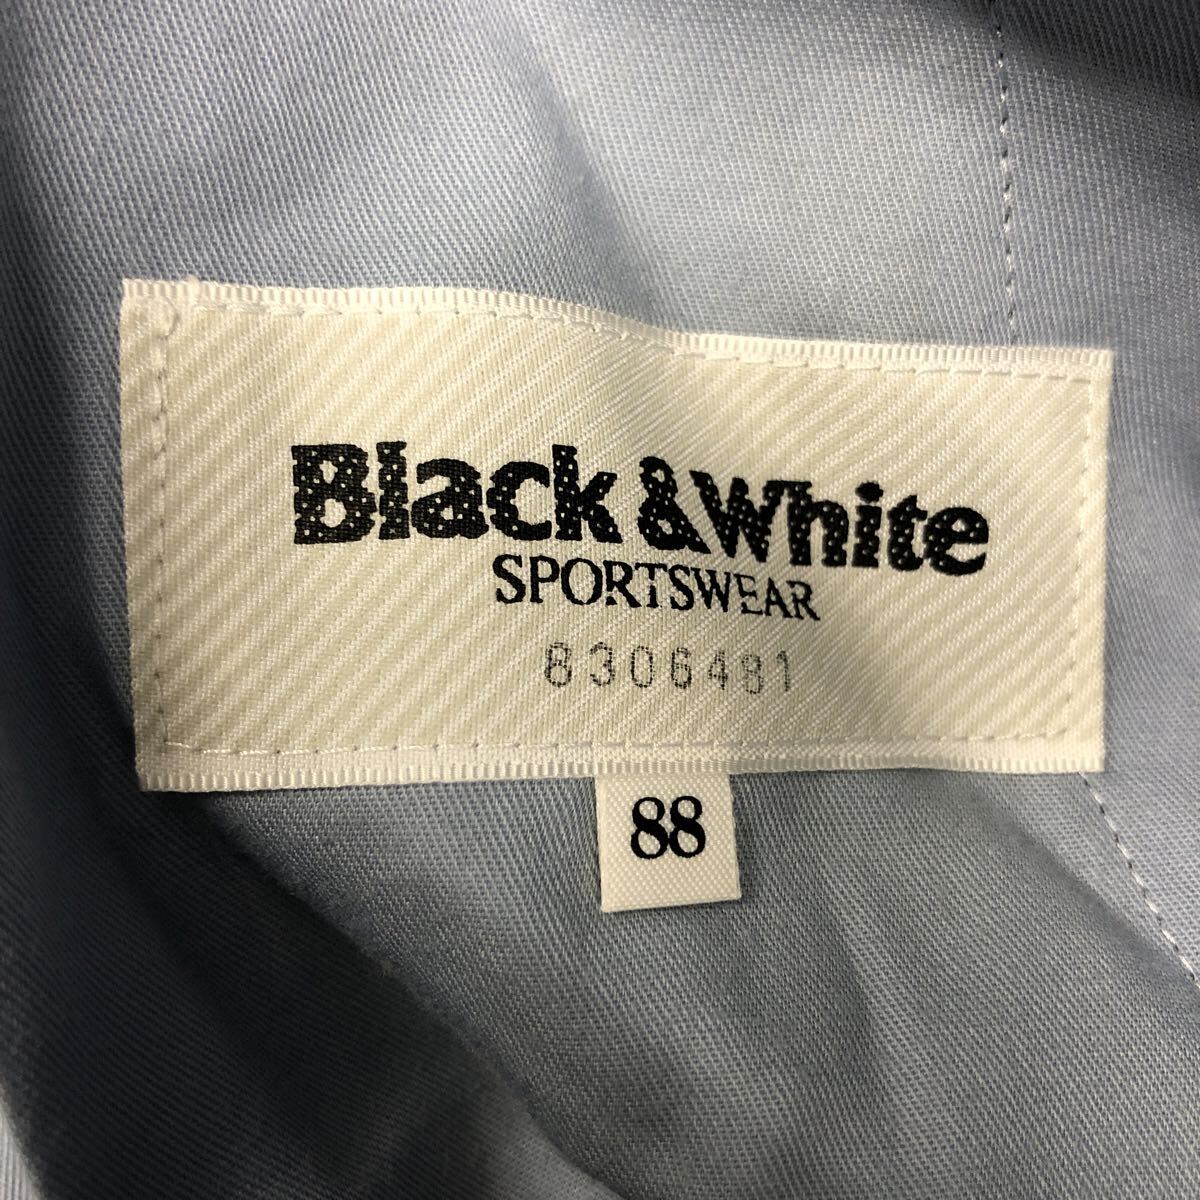 Black & White
SPORTSWEAR
8306481
88